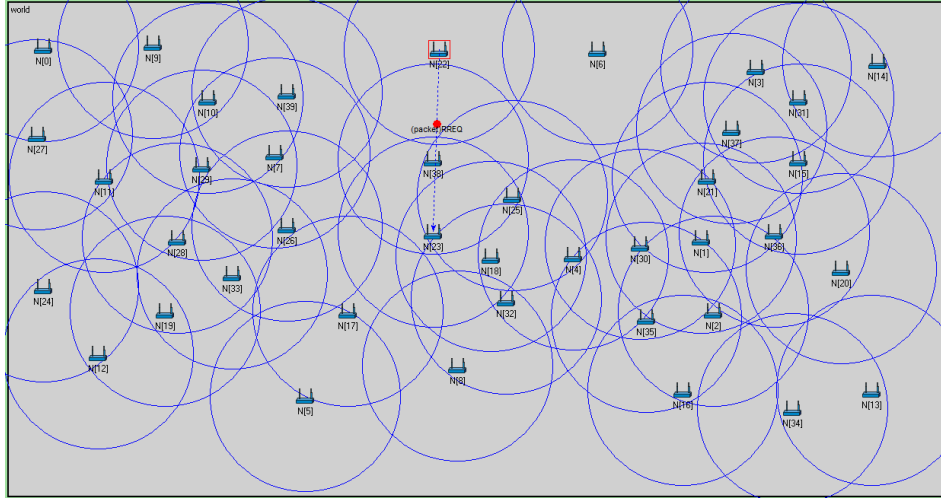 world
N[0]
N[9]
N[22]
N[6]
N[3]
N[14]
N[10]
N[39]
N[31]
(packet)RREQ
N[27]
N[37]
N[7]
N[38]
N[11]
N[29]
N[21]
N[15]
N[25]
N[28]
N[26]
N[23]
N[1]
N[36]
N[18]
N[4]
N[30]
N[24]
N[33]
N[20]
N[19]
N[17]
N[32]
N[35]
N[2]
N[12]
N[8]
N[5]
N[16]
N[13]
N[34]